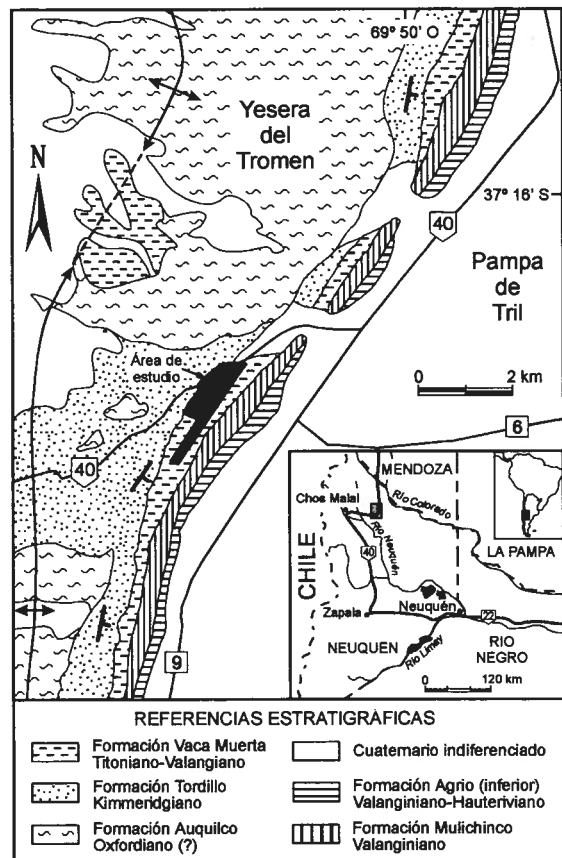 69° 50' O
Yesera
del
Tromen
N
37° 16' S
40
Pampa
de
Tril
Área de
estudio
0 2 km
6
40
9
MENDOZA
Chos Malal
Río Colorado
Río Neuquén
CHILE
40
LA PAMPA
Zapala
Neuquén
22
NEUQUEN
Río Limay
RIO
NEGRO
0 120 km
REFERENCIAS ESTRATIGRÁFICAS
Formación Vaca Muerta
Titoniano-Valangiano
Cuaternario indiferenciado
Formación Tordillo
Kimmeridgiano
Formación Agrio (inferior)
Valanginiano-Hauteriviano
Formación Auquilco
Oxfordiano (?)
Formación Mulichinco
Valanginiano